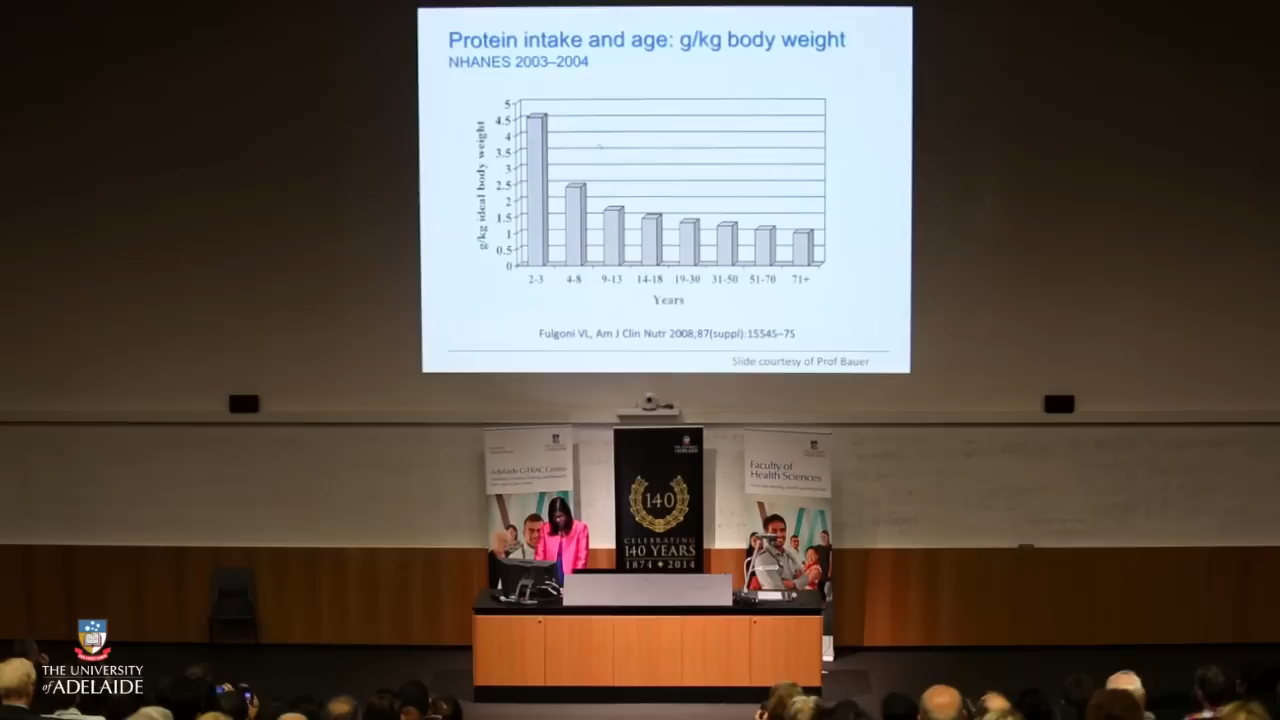 Protein intake and age: g/kg body weight
NHANES 2003–2004
g/kg ideal body weight
5
4.5
4
3.5
3
2.5
2
1.5
1
0.5
0
2-3 4-8 9-13 14-18 19-30 31-50 51-70 71+
Years
Fulgoni VL, Am J Clin Nutr 2008;87(suppl):1554S–7S
Slide courtesy of Prof Bauer
Adelaide G-TRAC Centre
THE UNIVERSITY
of ADELAIDE
140
CELEBRATING
140 YEARS
1874 ✦ 2014
Faculty of
Health Sciences
THE UNIVERSITY
of ADELAIDE